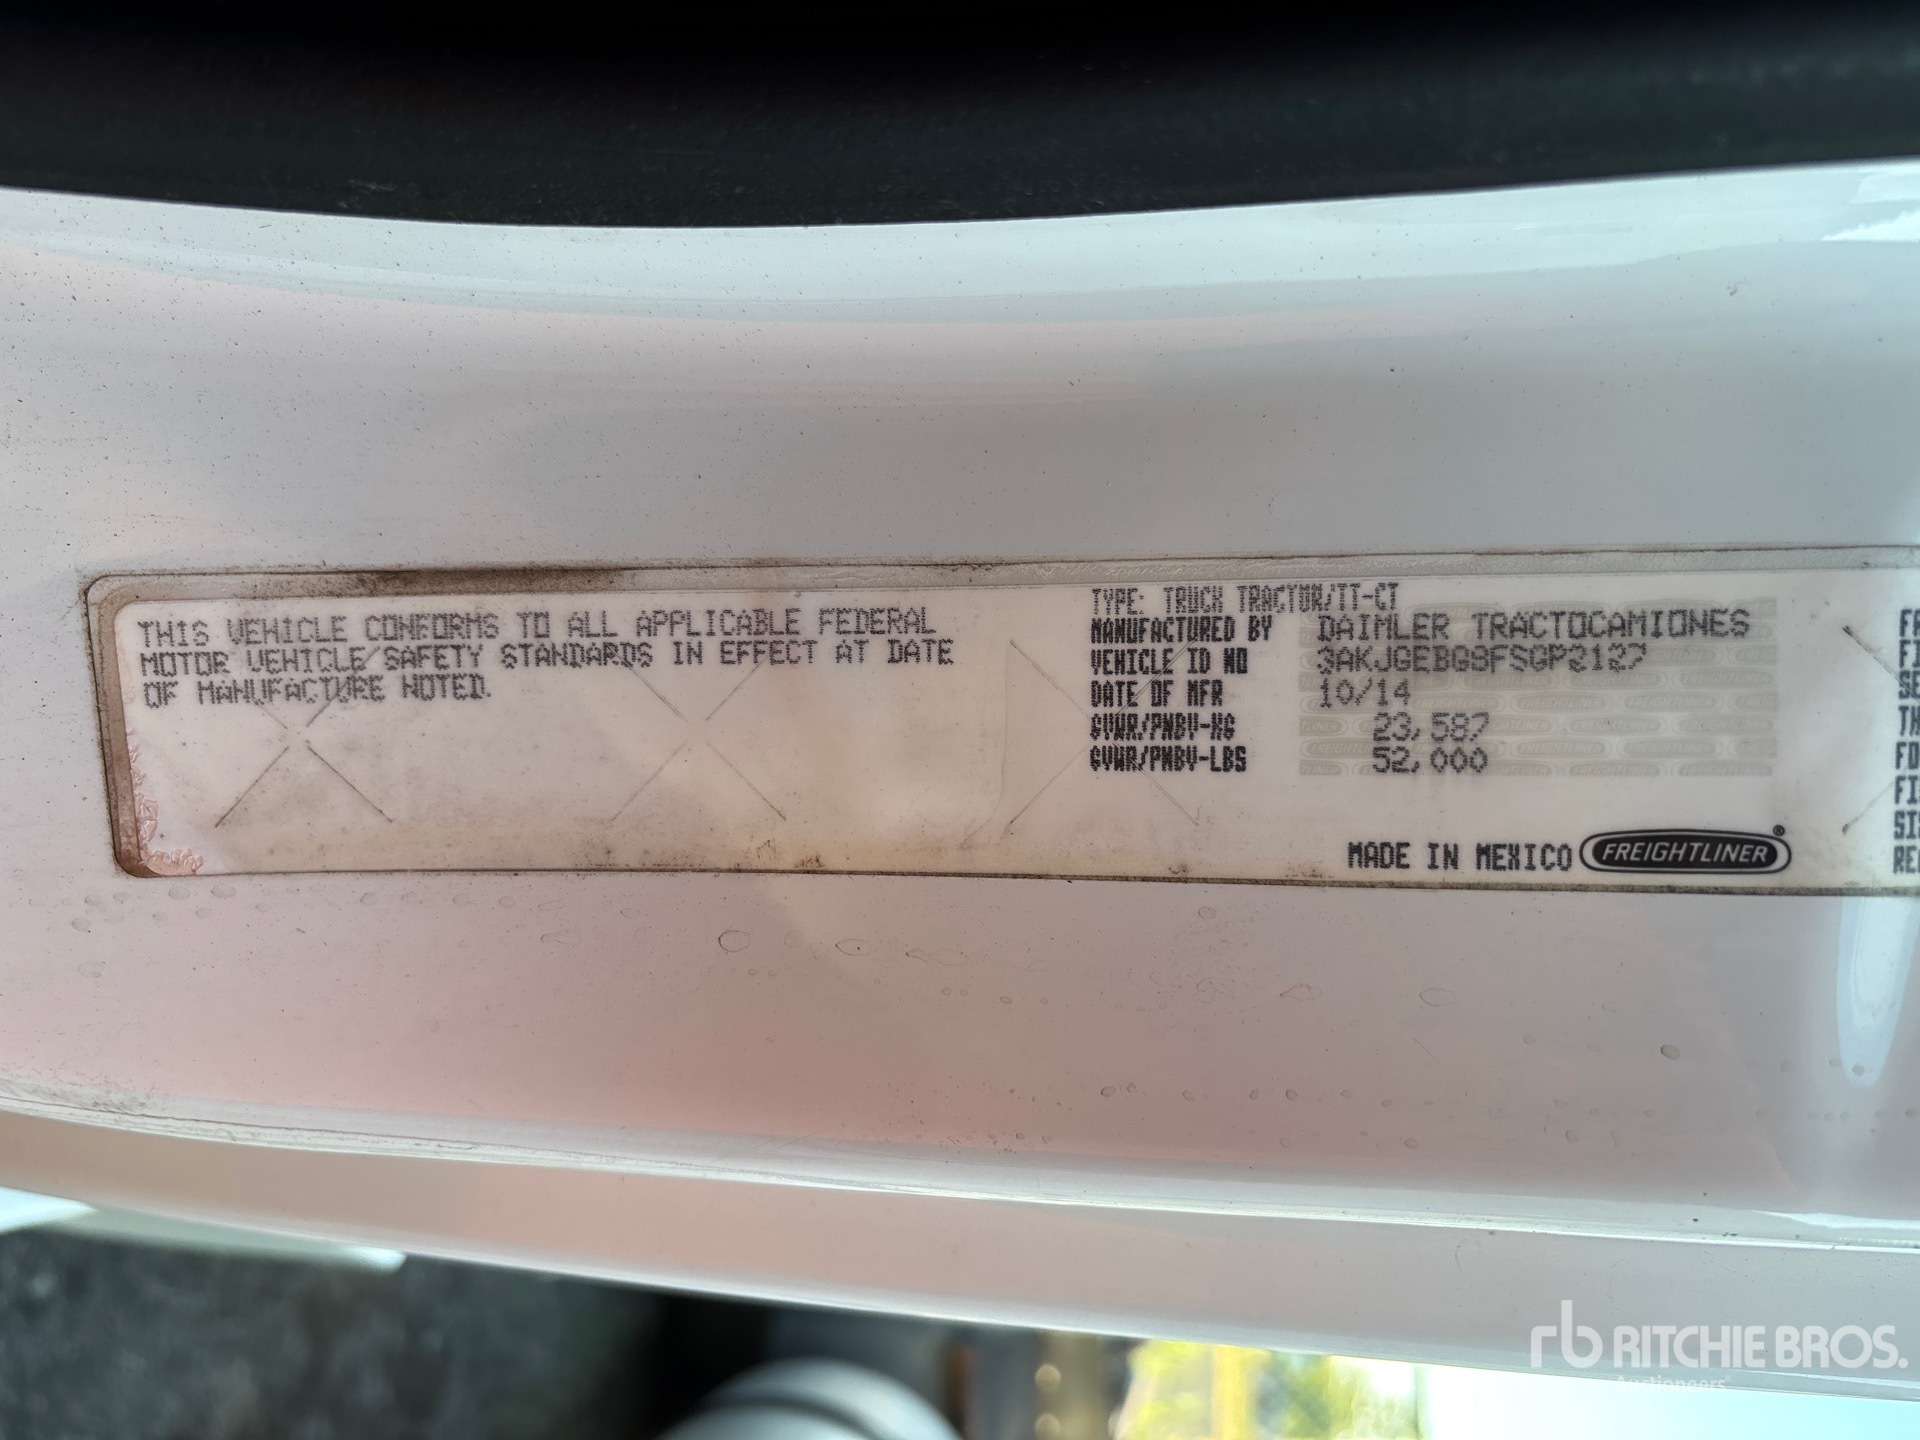 THIS VEHICLE CONFORMS TO ALL APPLICABLE FEDERAL
MOTOR VEHICLE SAFETY STANDARDS IN EFFECT AT DATE
OF MANUFACTURE NOTED.
TYPE: TRUCK TRACTOR/TT-CT
MANUFACTURED BY DAIMLER TRACTOCAMIONES
VEHICLE ID NO 3AKJGEBG8FSGP2127
DATE OF MFR 10/14
GVWR/PNBV-KG 23,587
GVWR/PNBV-LBS 52,000
MADE IN MEXICO FREIGHTLINER®
rb RITCHIE BROS.
Auctioneers